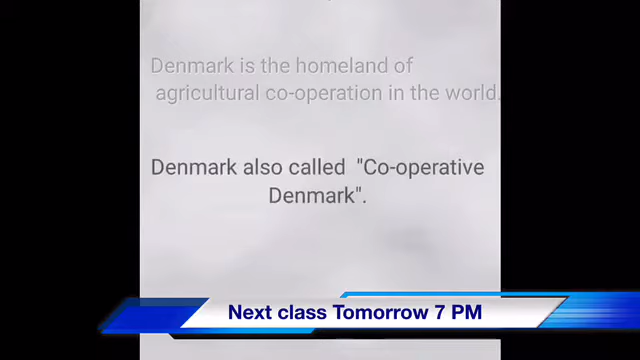 Denmark is the homeland of
agricultural co-operation in the world.
Denmark also called "Co-operative
Denmark".
Next class Tomorrow 7 PM